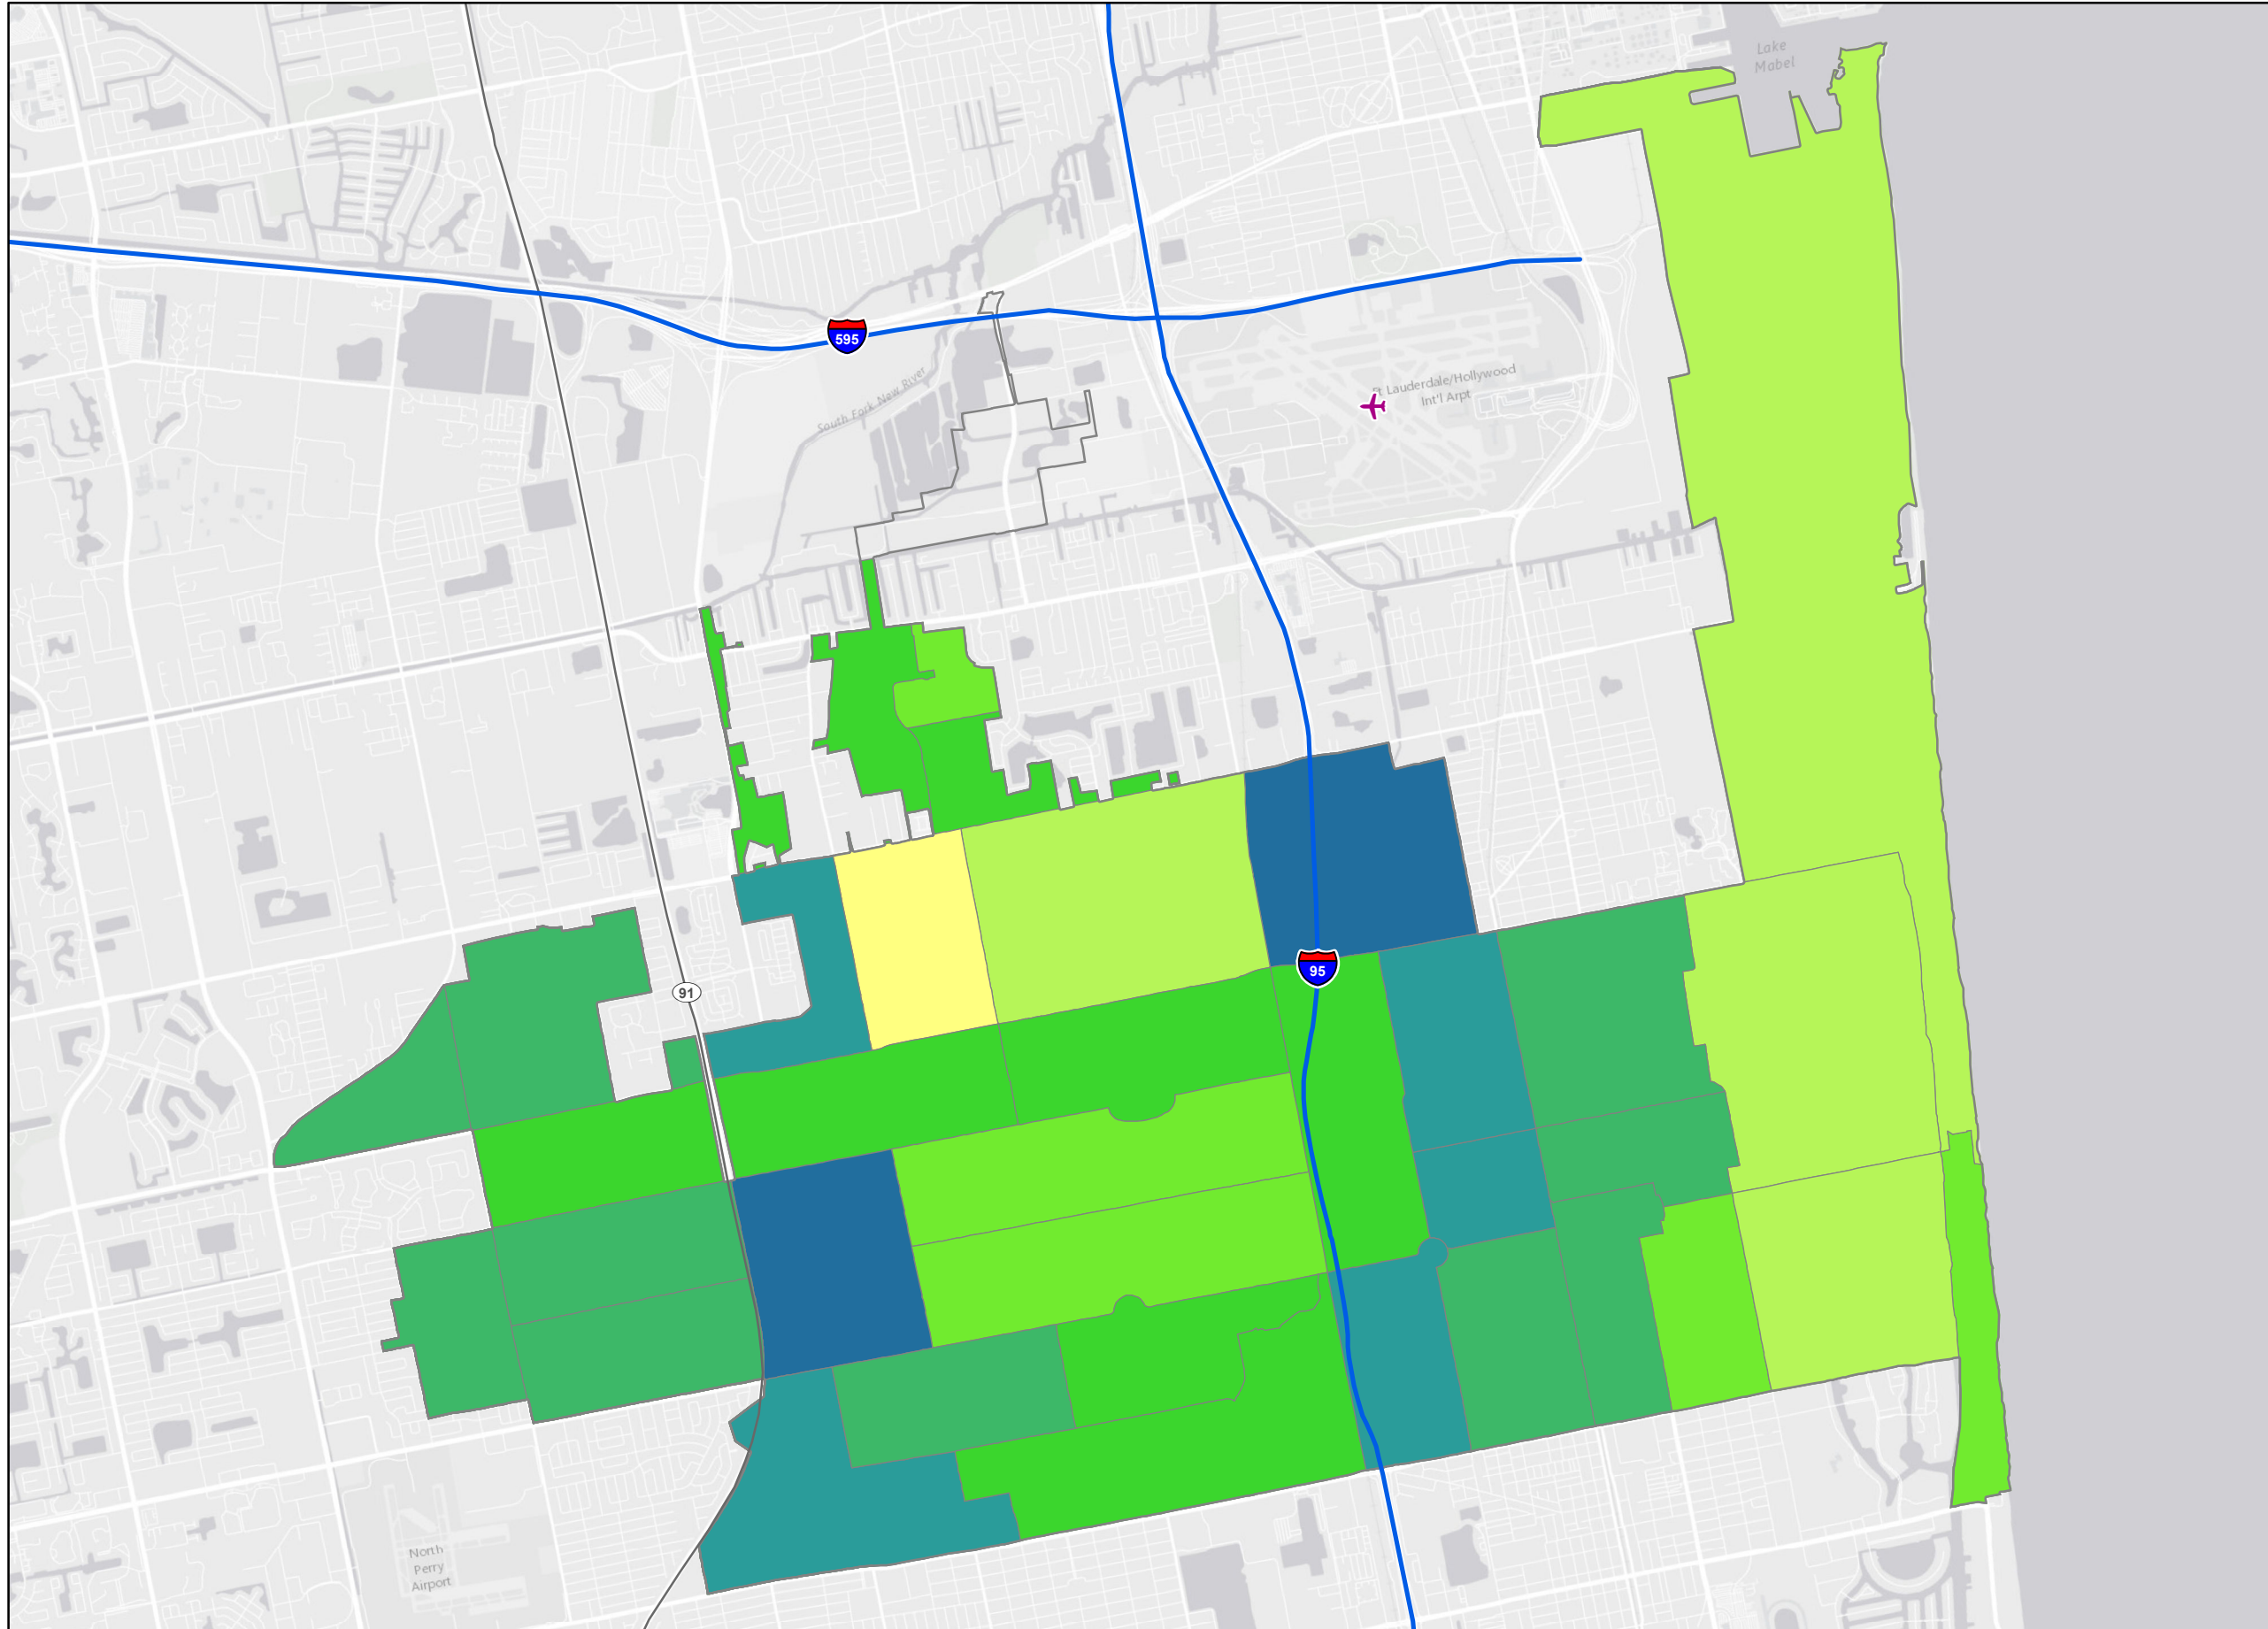 Lake
Mabel
595
South Fork New River
Ft Lauderdale/Hollywood
Int'l Arpt
95
91
North
Perry
Airport